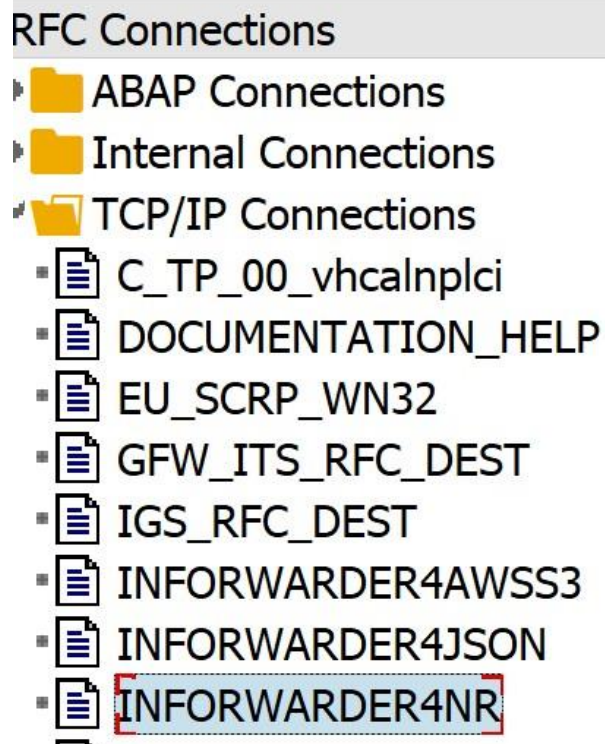 RFC Connections
ABAP Connections
Internal Connections
TCP/IP Connections
C_TP_00_vhcalnplci
DOCUMENTATION_HELP
EU_SCRP_WN32
GFW_ITS_RFC_DEST
IGS_RFC_DEST
INFORWARDER4AWSS3
INFORWARDER4JSON
INFORWARDER4NR